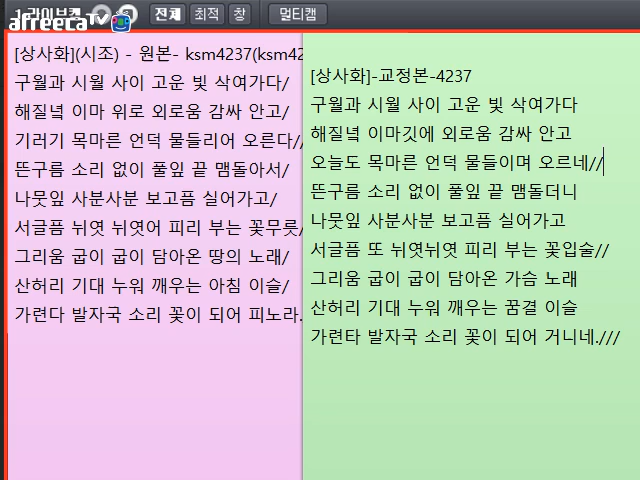 afreecaTV
전체 최적 창 멀티캠
[상사화](시조) - 원본- ksm4237(ksm42
구월과 시월 사이 고운 빛 삭여가다/
해질녘 이마 위로 외로움 감싸 안고/
기러기 목마른 언덕 물들리어 오른다//
뜬구름 소리 없이 풀잎 끝 맴돌아서/
나뭇잎 사분사분 보고픔 실어가고/
서글픔 뉘엿 뉘엿어 피리 부는 꽃무릇/
그리움 굽이 굽이 담아온 땅의 노래/
산허리 기대 누워 깨우는 아침 이슬/
가련다 발자국 소리 꽃이 되어 피노라.
[상사화]-교정본-4237
구월과 시월 사이 고운 빛 삭여가다
해질녘 이마깃에 외로움 감싸 안고
오늘도 목마른 언덕 물들이며 오르네//
뜬구름 소리 없이 풀잎 끝 맴돌더니
나뭇잎 사분사분 보고픔 실어가고
서글픔 또 뉘엿뉘엿 피리 부는 꽃입술//
그리움 굽이 굽이 담아온 가슴 노래
산허리 기대 누워 깨우는 꿈결 이슬
가련타 발자국 소리 꽃이 되어 거니네.///